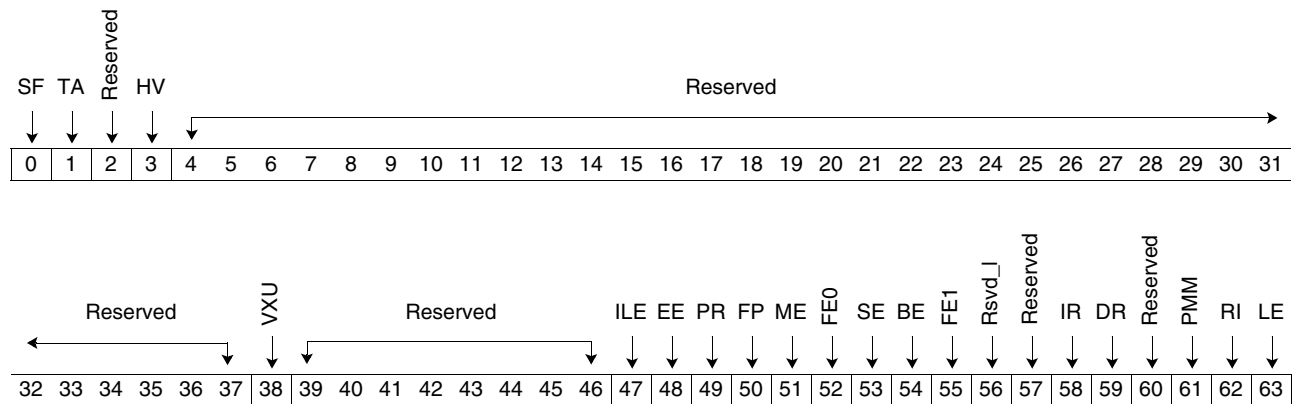 SF TA Reserved HV Reserved
0 1 2 3 4 5 6 7 8 9 10 11 12 13 14 15 16 17 18 19 20 21 22 23 24 25 26 27 28 29 30 31
Reserved VXU Reserved ILE EE PR FP ME FE0 SE BE FE1 Rsvd_I Reserved IR DR Reserved PMM RI LE
32 33 34 35 36 37 38 39 40 41 42 43 44 45 46 47 48 49 50 51 52 53 54 55 56 57 58 59 60 61 62 63